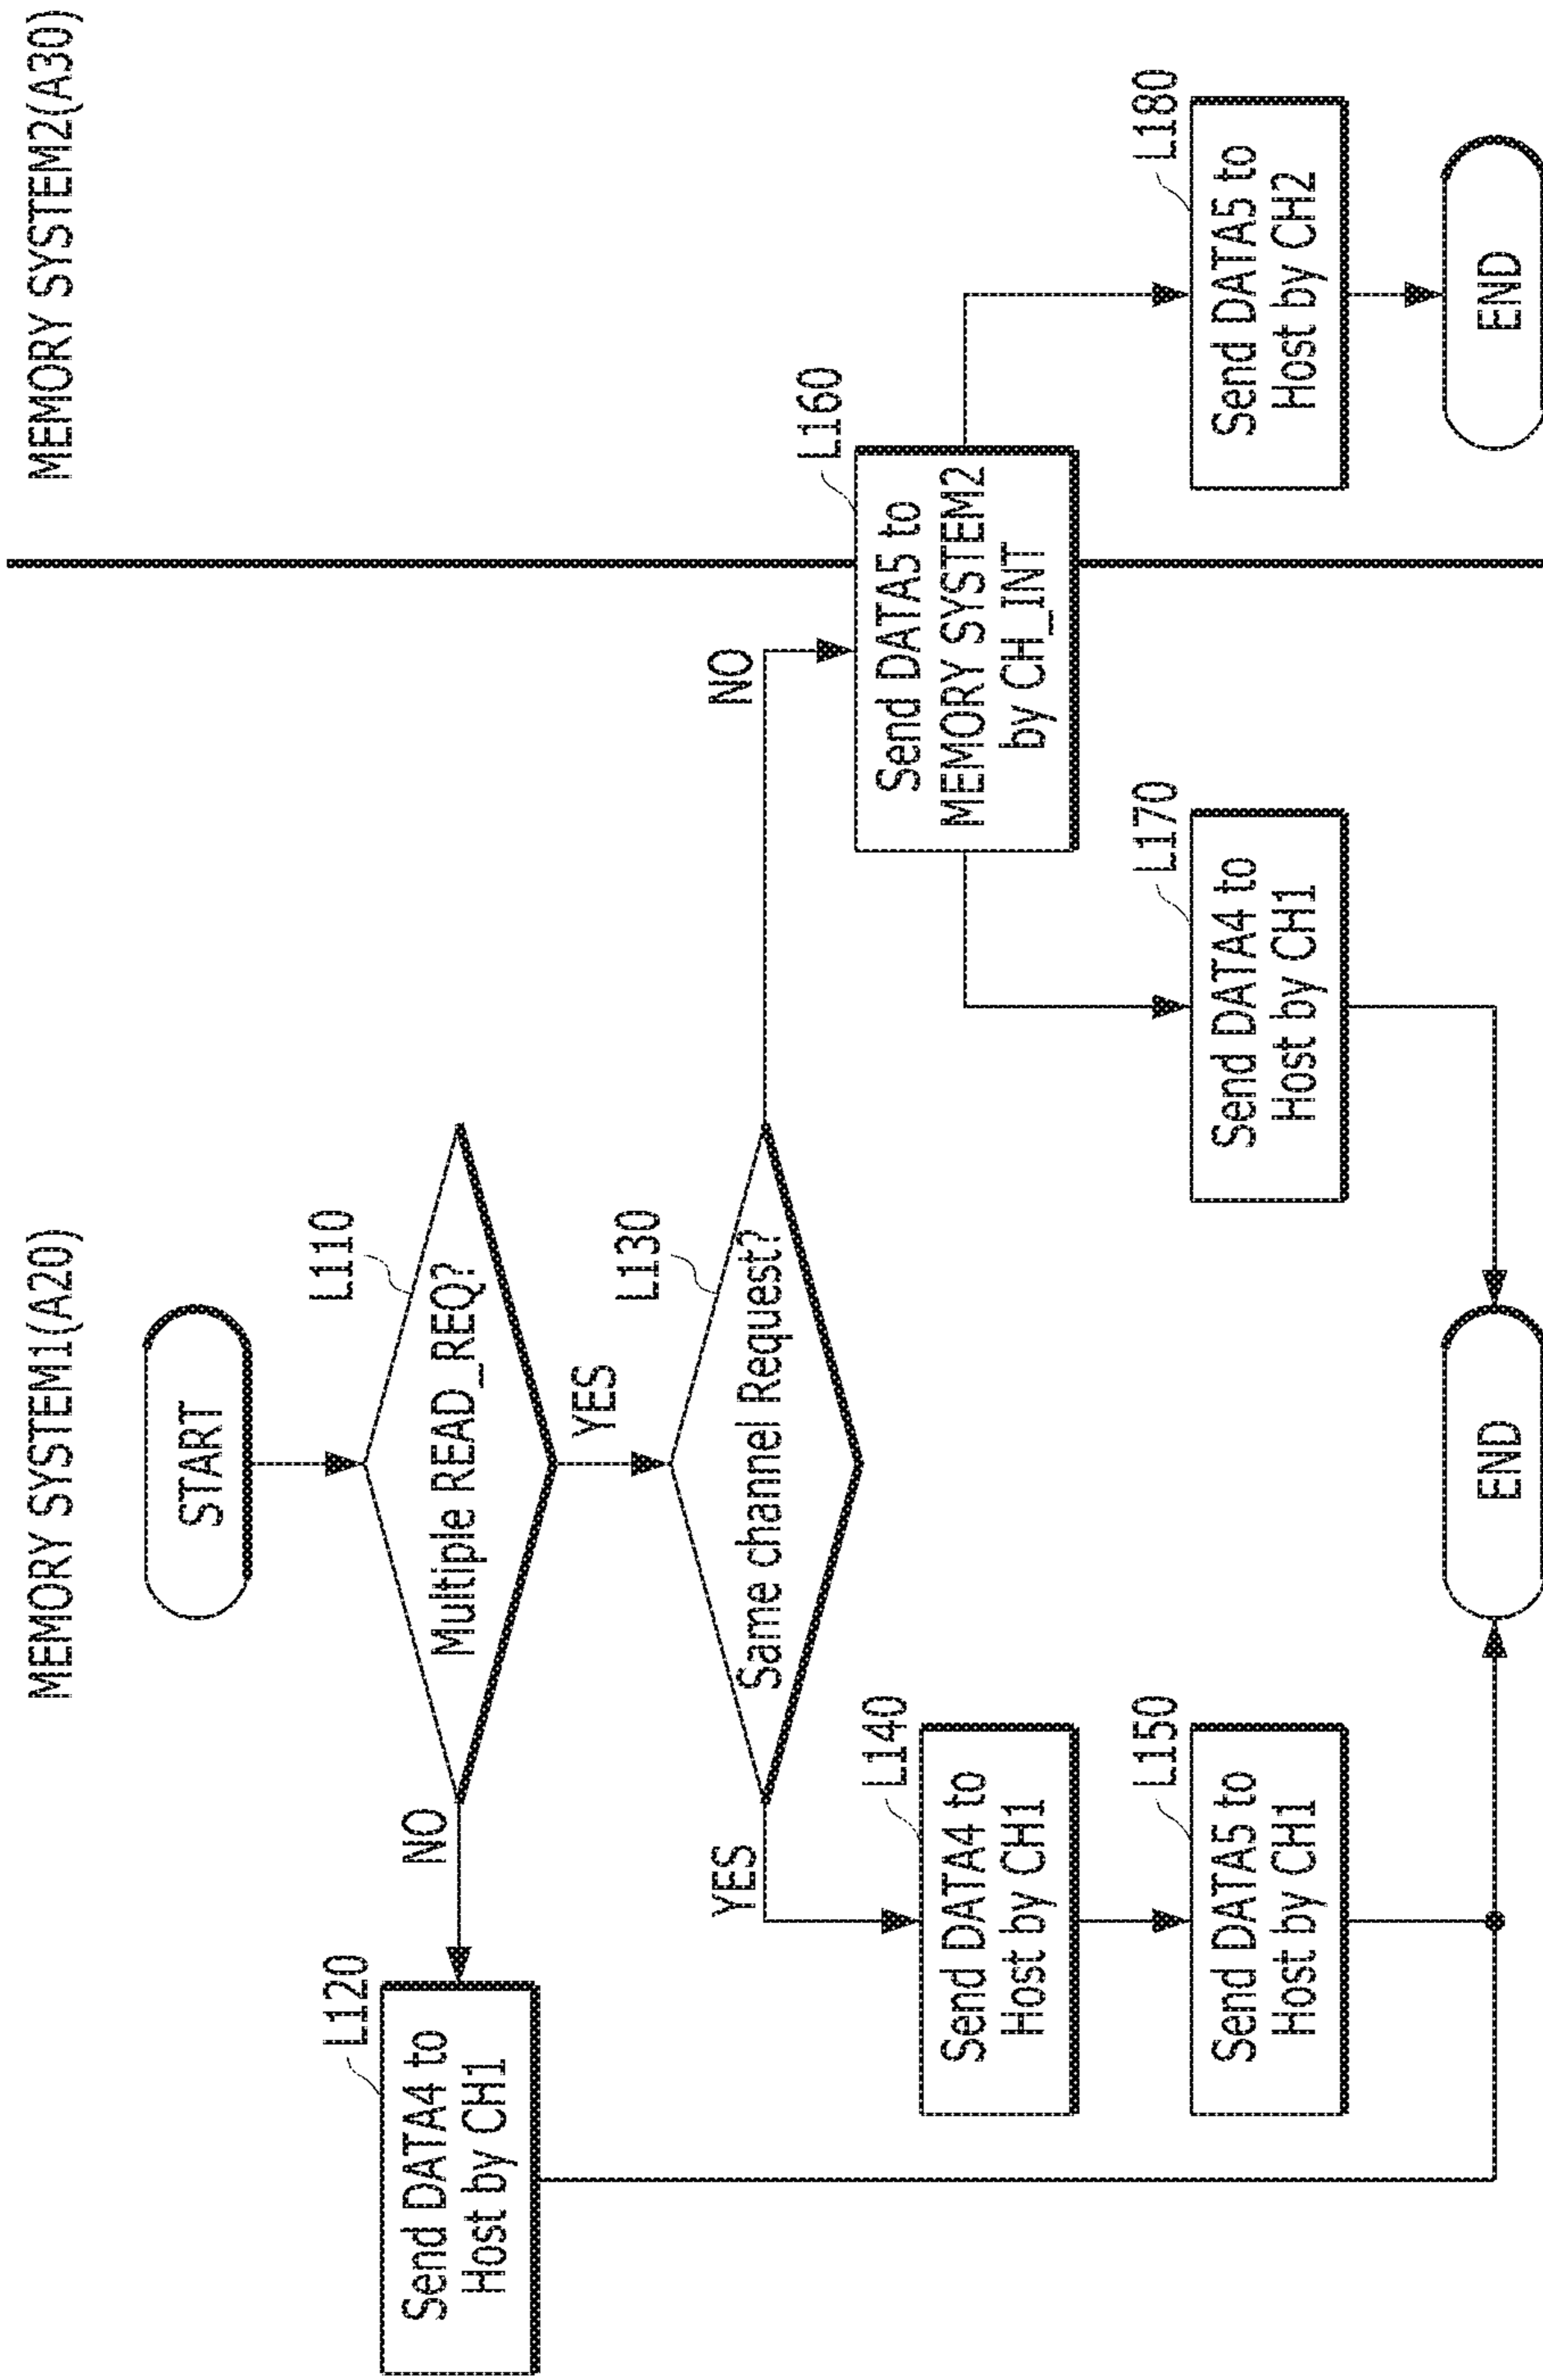 MEMORY SYSTEM1(A20)
MEMORY SYSTEM2(A30)
START
L110
Multiple READ_REQ?
NO
YES
L120
Send DATA4 to
Host by CH1
L130
Same channel Request?
YES
NO
L140
Send DATA4 to
Host by CH1
L160
Send DATA5 to
MEMORY SYSTEM2
by CH_INT
L150
Send DATA5 to
Host by CH1
L170
Send DATA4 to
Host by CH1
L180
Send DATA5 to
Host by CH2
END
END